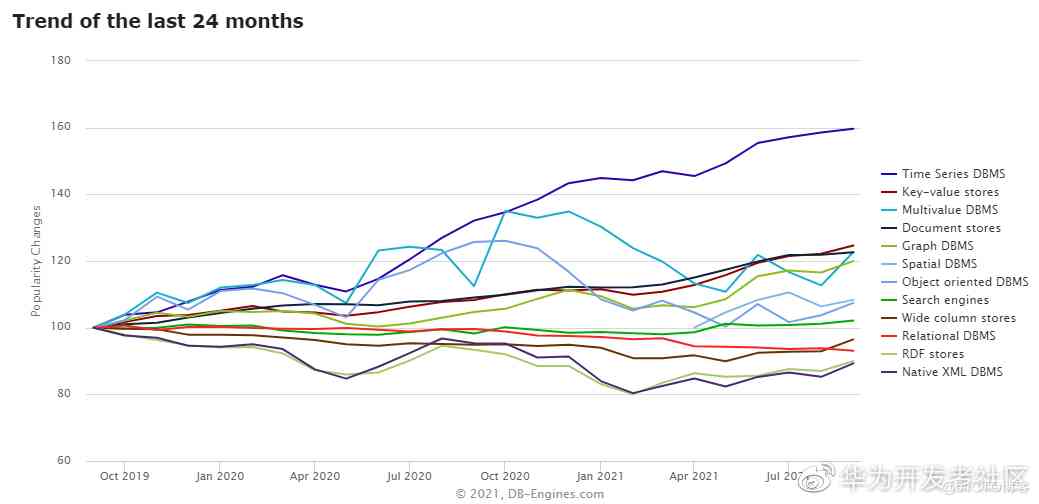 Trend of the last 24 months
180
160
140
120
100
80
60
Popularity Changes
Oct 2019
Jan 2020
Apr 2020
Jul 2020
Oct 2020
Jan 2021
Apr 2021
Time Series DBMS
Key-value stores
Multivalue DBMS
Document stores
Graph DBMS
Spatial DBMS
Object oriented DBMS
Search engines
Wide column stores
Relational DBMS
RDF stores
Native XML DBMS
© 2021, DB-Engines.com
华为开发者社区